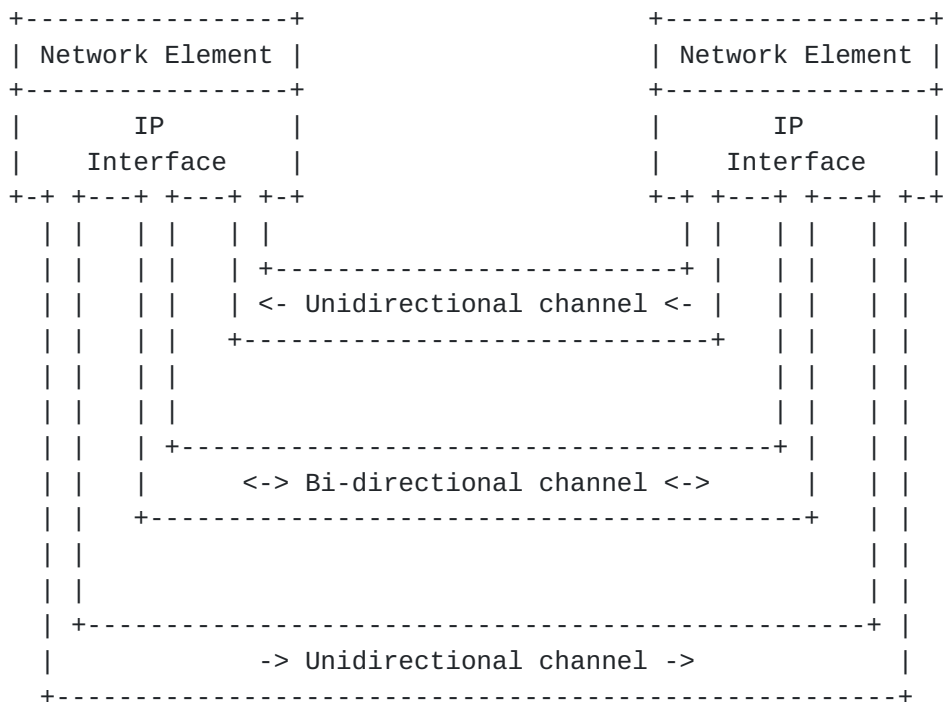 Network Element Network Element
IP IP
Interface Interface
<- Unidirectional channel <-
<-> Bi-directional channel <->
-> Unidirectional channel ->